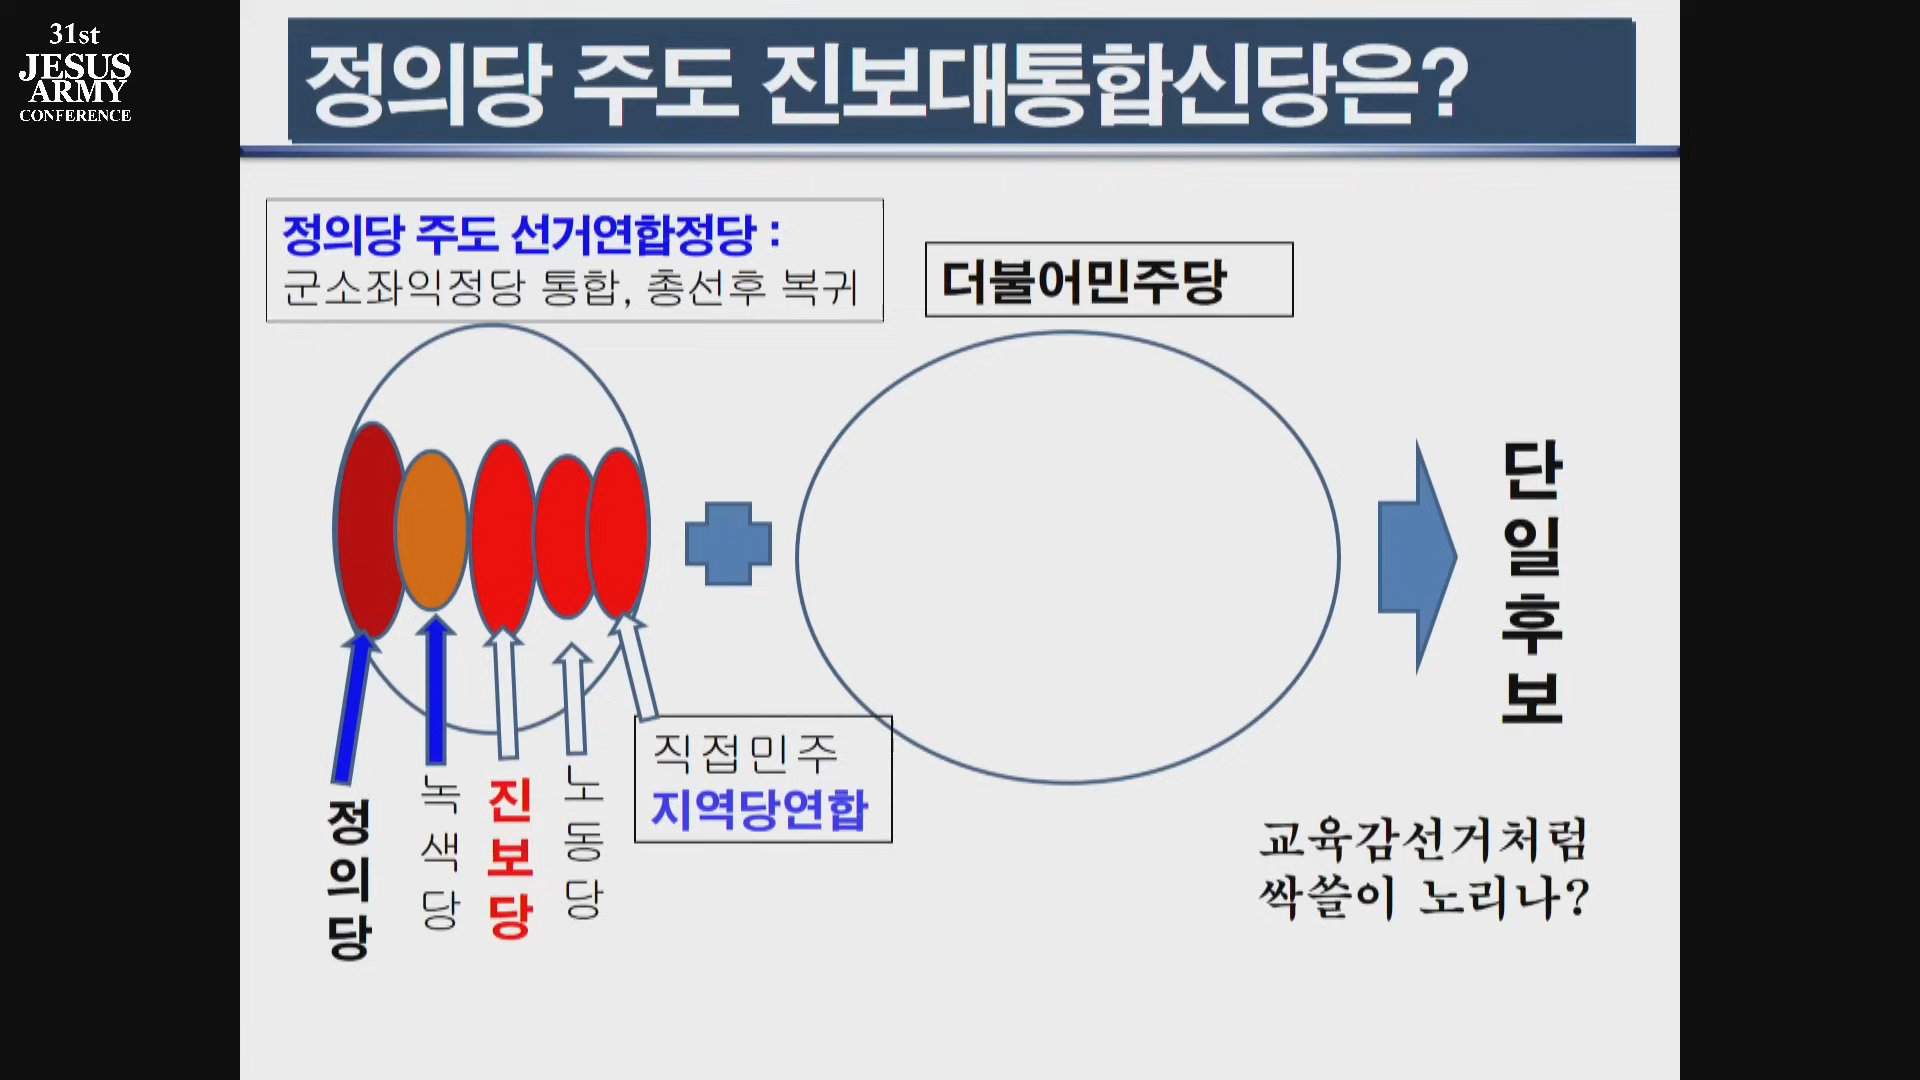 31st
JESUS
ARMY
CONFERENCE
정의당 주도 진보대통합신당은?
정의당 주도 선거연합정당 :
군소좌익정당 통합, 총선후 복귀
더불어민주당
단일후보
정의당
녹색당
진보당
노동당
직접민주
지역당연합
교육감선거처럼
싹쓸이 노리나?